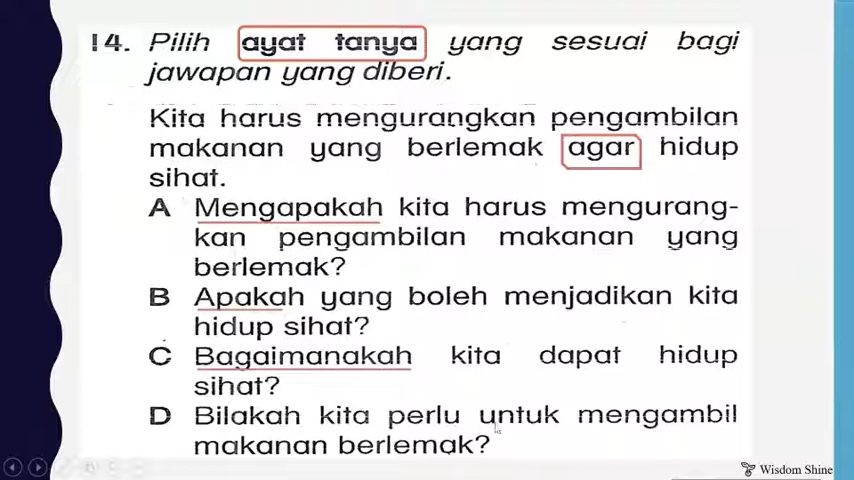 14. Pilih ayat tanya yang sesuai bagi
jawapan yang diberi.
Kita harus mengurangkan pengambilan
makanan yang berlemak agar hidup
sihat.
A Mengapakah kita harus mengurang-
kan pengambilan makanan yang
berlemak?
B Apakah yang boleh menjadikan kita
hidup sihat?
C Bagaimanakah kita dapat hidup
sihat?
D Bilakah kita perlu untuk mengambil
makanan berlemak?
Wisdom Shine